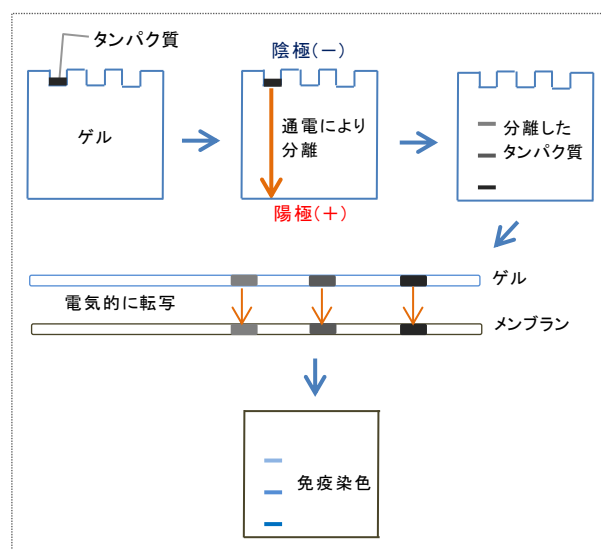 タンパク質
ゲル
陰極(－)
通電により
分離
陽極(＋)
分離した
タンパク質
ゲル
電気的に転写
メンブラン
免疫染色